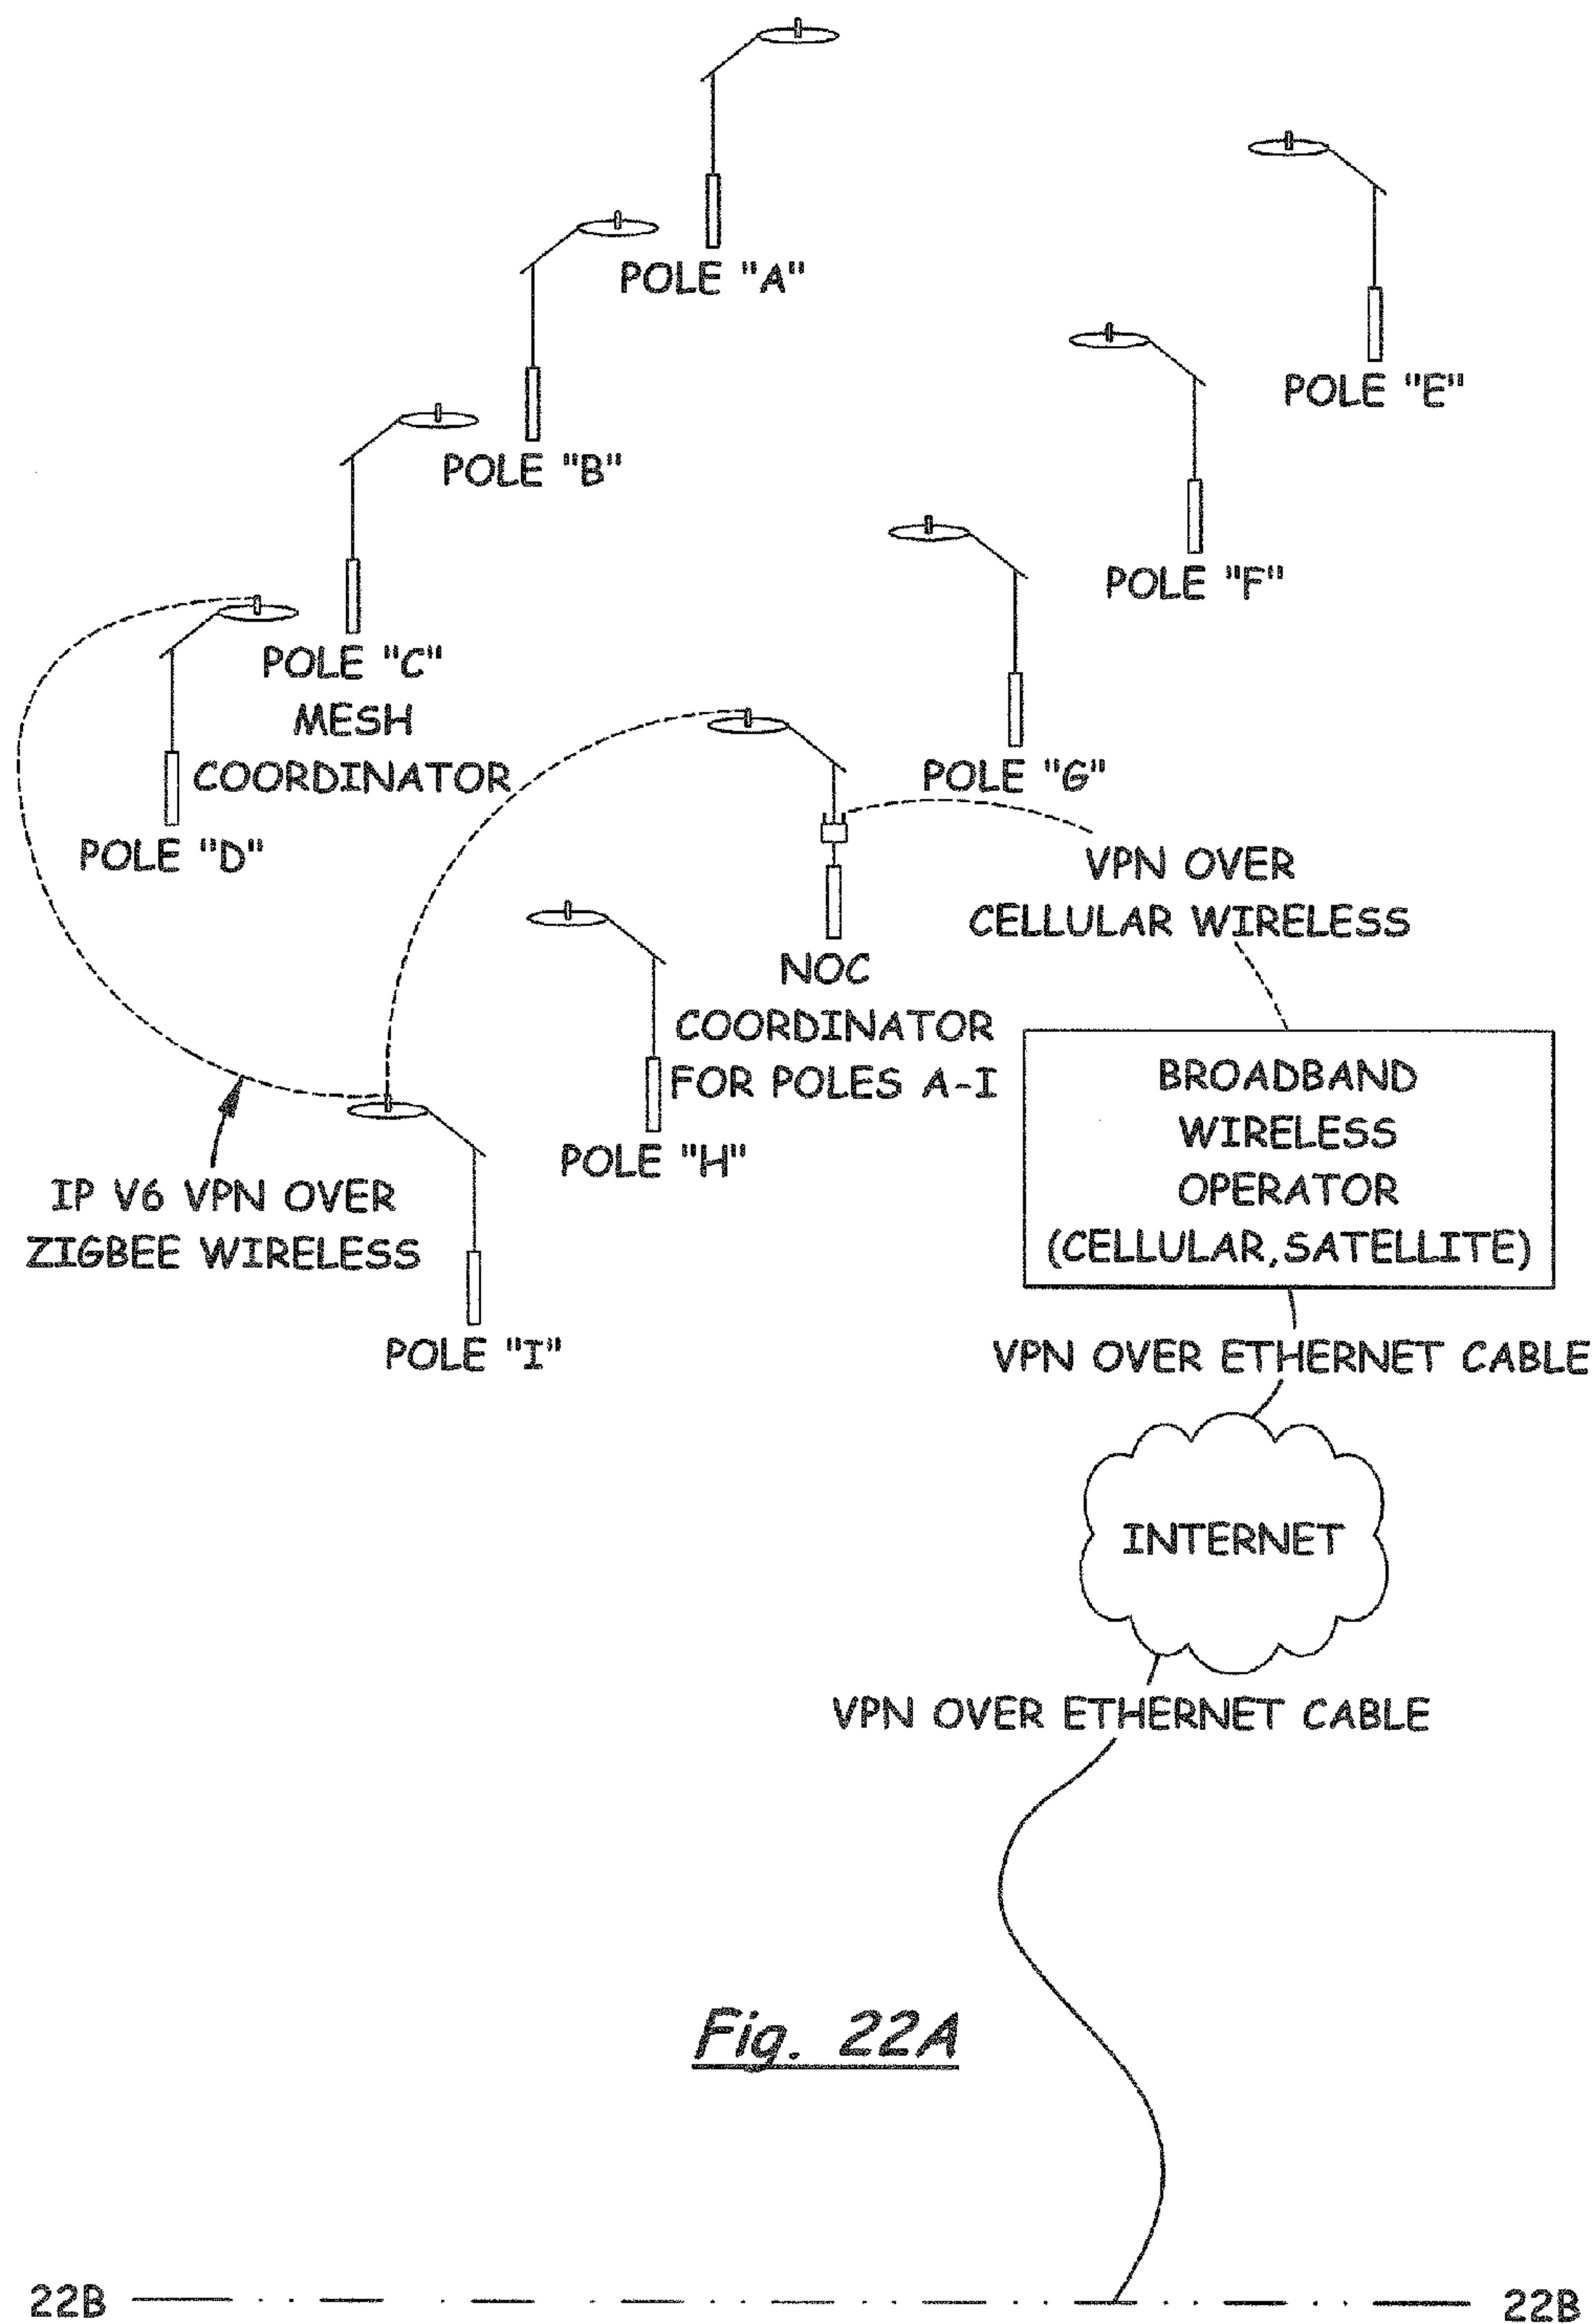 POLE "A"
POLE "E"
POLE "B"
POLE "F"
POLE "C"
MESH
COORDINATOR
POLE "G"
POLE "D"
VPN OVER
CELLULAR WIRELESS
NOC
COORDINATOR
FOR POLES A-I
BROADBAND
WIRELESS
OPERATOR
(CELLULAR,SATELLITE)
POLE "H"
IP V6 VPN OVER
ZIGBEE WIRELESS
POLE "I"
VPN OVER ETHERNET CABLE
INTERNET
VPN OVER ETHERNET CABLE
Fig. 22A
22B 22B